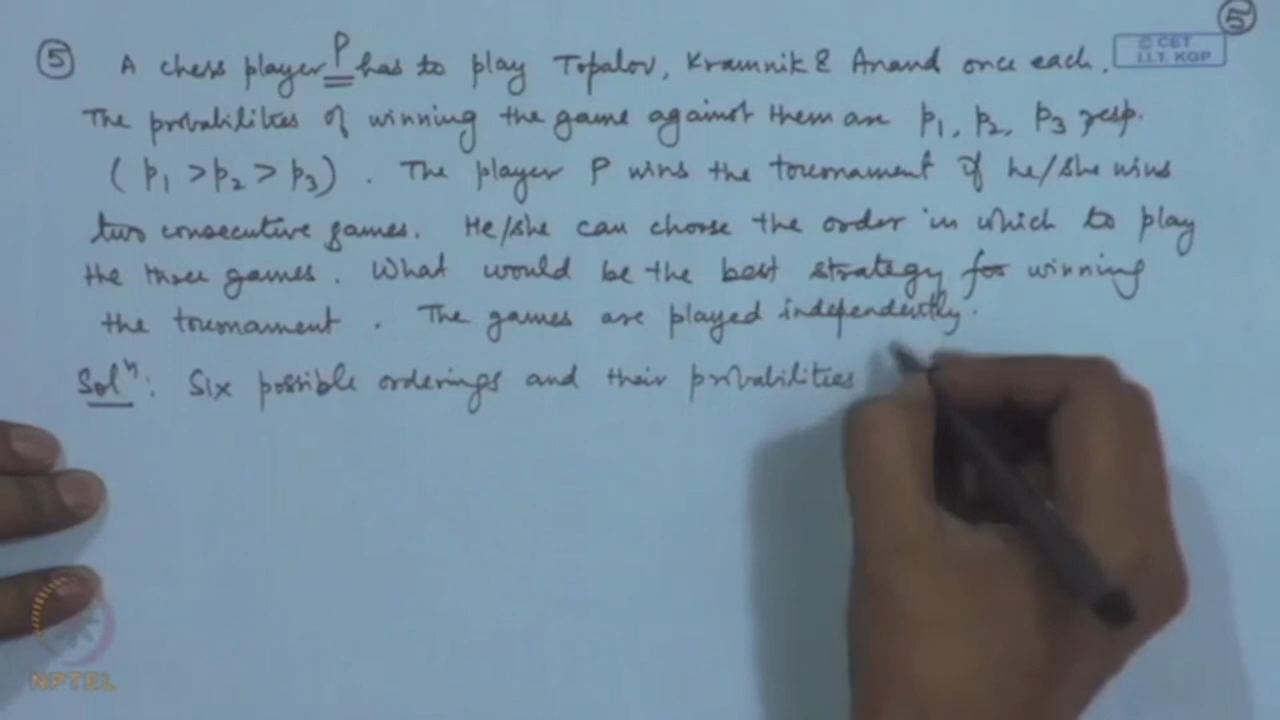 ⑤
⑤ A chess player P has to play Topalov, Kramnik & Anand once each.
© CET
I.I.T. KGP
The probabilities of winning the game against them are p₁, p₂, p₃ resp.
( p₁ > p₂ > p₃ ) . The player P wins the tournament if he/she wins
two consecutive games. He/she can choose the order in which to play
the three games. What would be the best strategy for winning
the tournament . The games are played independently.
Solⁿ : Six possible orderings and their probabilities
NPTEL